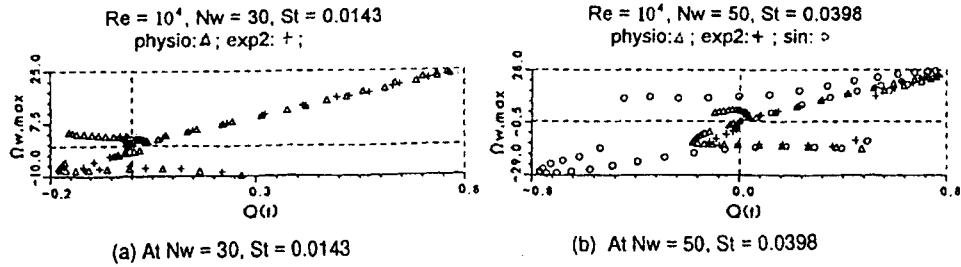 Re = 10⁴, Nw = 30, St = 0.0143
physio:Δ ; exp2: + ;
25.0
7.5
-10.0
Ωw,max
-0.2
0.3
0.8
Q(t)
(a) At Nw = 30, St = 0.0143
Re = 10⁴, Nw = 50, St = 0.0398
physio:Δ ; exp2:+ ; sin: o
-0.5
-29.0
Ωw,max
-0.8
0.0
0.8
Q(t)
(b) At Nw = 50, St = 0.0398